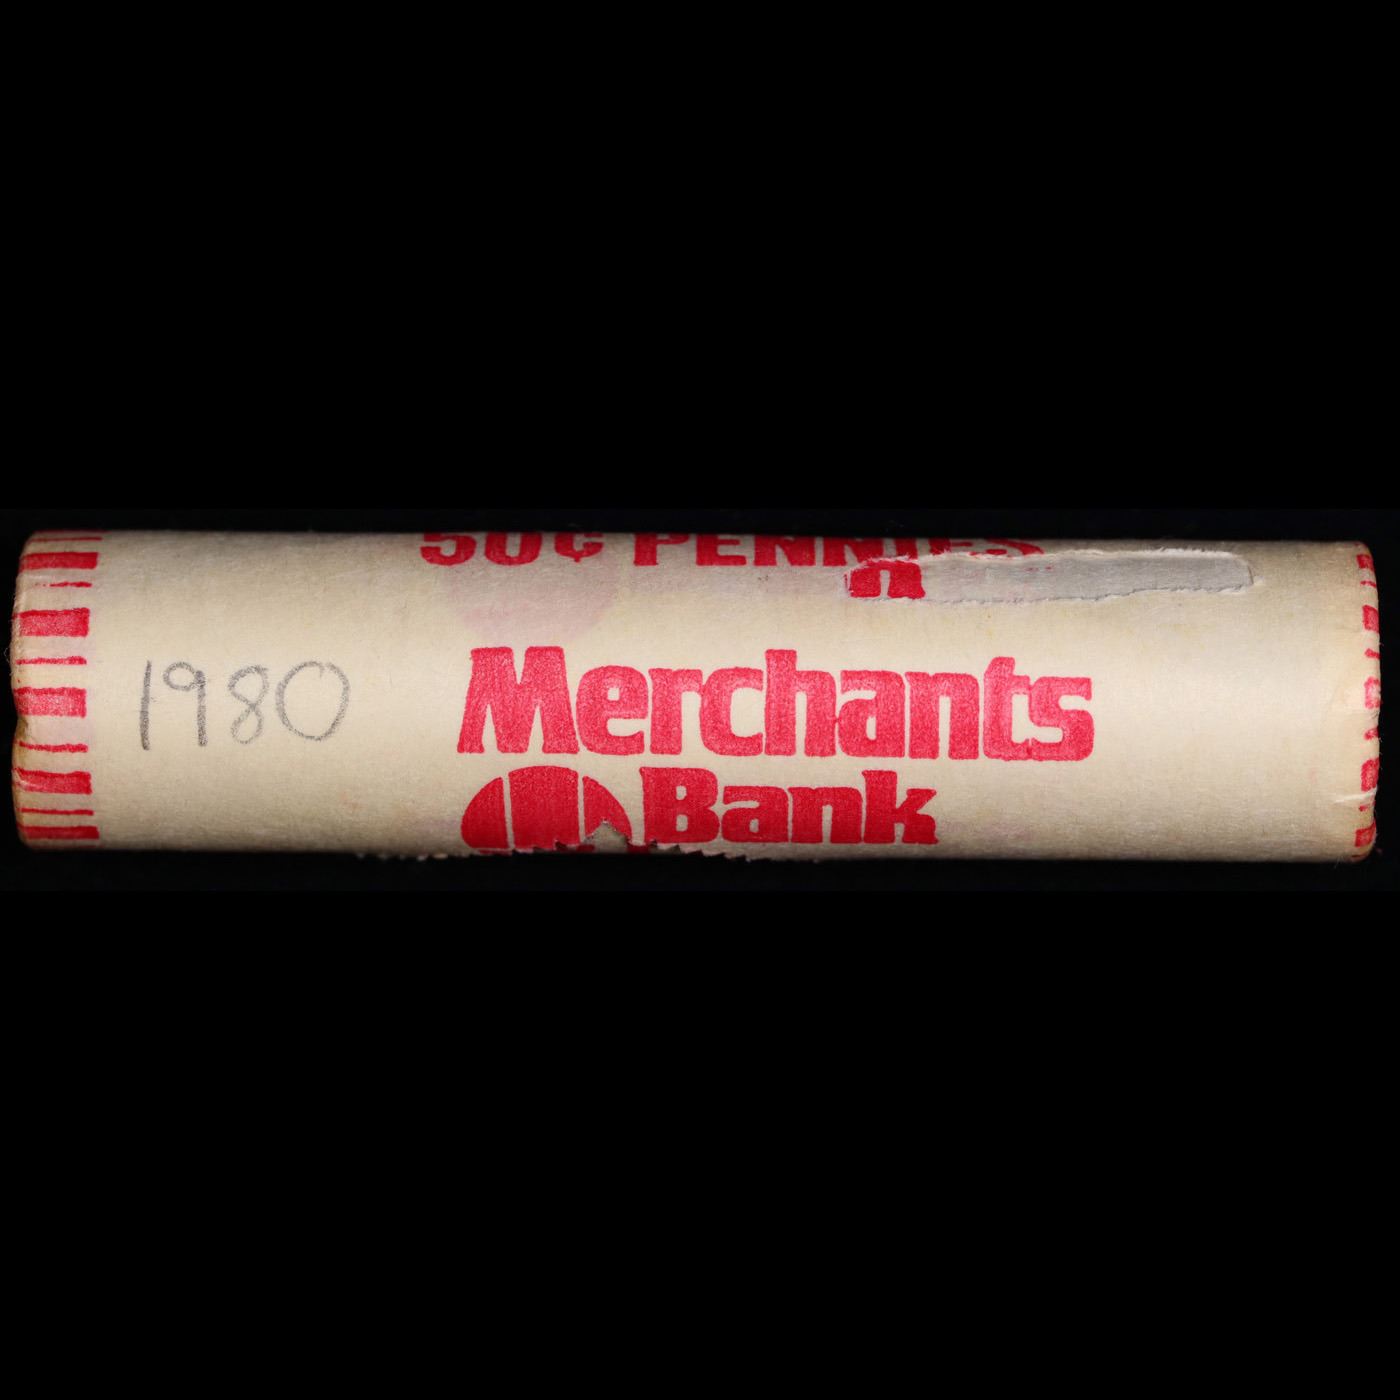 50¢ PENNIES
1980
Merchants
Bank